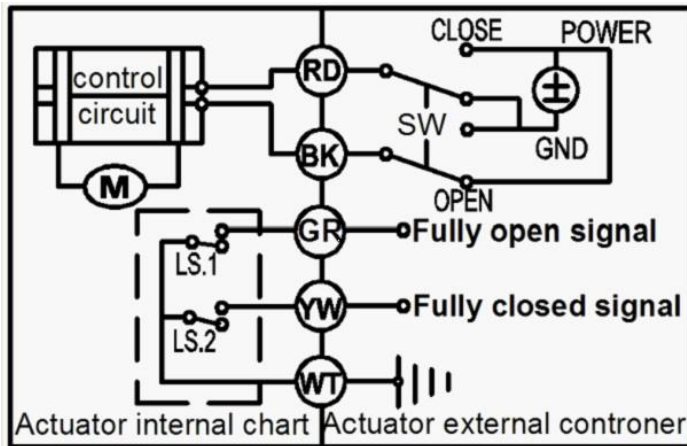 CLOSE POWER
control
circuit
RD
SW
GND
M
BK
OPEN
GR
Fully open signal
LS.1
YW
Fully closed signal
LS.2
WT
Actuator internal chart
Actuator external controner